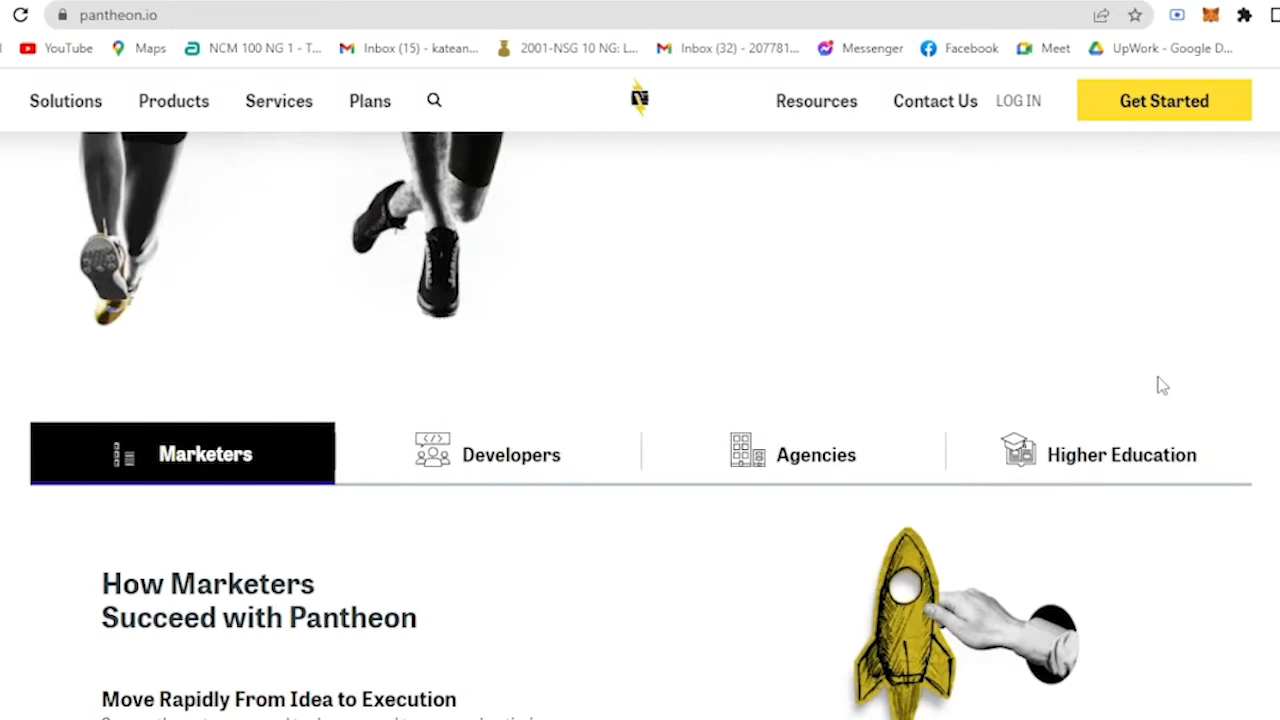 pantheon.io
YouTube Maps NCM 100 NG 1 - T... Inbox (15) - katean... 2001-NSG 10 NG: L... Inbox (32) - 207781... Messenger Facebook Meet UpWork - Google D...
Solutions Products Services Plans Resources Contact Us LOG IN Get Started
Marketers Developers Agencies Higher Education
How Marketers
Succeed with Pantheon
Move Rapidly From Idea to Execution